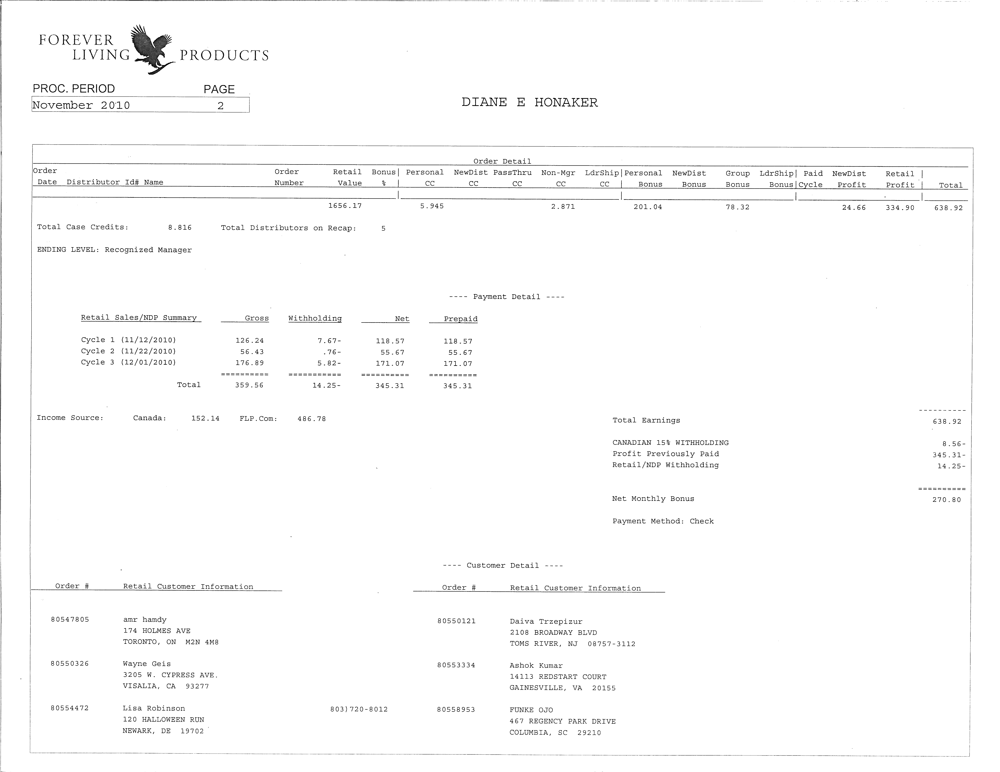 FOREVER
LIVING PRODUCTS
PROC. PERIOD PAGE
November 2010 2
DIANE E HONAKER
Order Detail
Order Order Retail Bonus| Personal NewDist PassThru Non-Mgr LdrShip|Personal NewDist Group LdrShip| Paid NewDist Retail |
Date Distributor Id# Name Number Value % | CC CC CC CC CC | Bonus Bonus Bonus Bonus|Cycle Profit Profit | Total
1656.17 5.945 2.871 201.04 78.32 24.66 334.90 638.92
Total Case Credits: 8.816 Total Distributors on Recap: 5
ENDING LEVEL: Recognized Manager
---- Payment Detail ----
Retail Sales/NDP Summary Gross Withholding Net Prepaid
Cycle 1 (11/12/2010) 126.24 7.67- 118.57 118.57
Cycle 2 (11/22/2010) 56.43 .76- 55.67 55.67
Cycle 3 (12/01/2010) 176.89 5.82- 171.07 171.07
========== =========== ========== ==========
Total 359.56 14.25- 345.31 345.31
----------
Income Source: Canada: 152.14 FLP.Com: 486.78 Total Earnings 638.92
CANADIAN 15% WITHHOLDING 8.56-
Profit Previously Paid 345.31-
Retail/NDP Withholding 14.25-
==========
Net Monthly Bonus 270.80
Payment Method: Check
---- Customer Detail ----
Order # Retail Customer Information Order # Retail Customer Information
80547805 amr hamdy 80550121 Daiva Trzepizur
174 HOLMES AVE 2108 BROADWAY BLVD
TORONTO, ON M2N 4M8 TOMS RIVER, NJ 08757-3112
80550326 Wayne Geis 80553334 Ashok Kumar
3205 W. CYPRESS AVE. 14113 REDSTART COURT
VISALIA, CA 93277 GAINESVILLE, VA 20155
80554472 Lisa Robinson 803)720-8012 80558953 FUNKE OJO
120 HALLOWEEN RUN 467 REGENCY PARK DRIVE
NEWARK, DE 19702 COLUMBIA, SC 29210